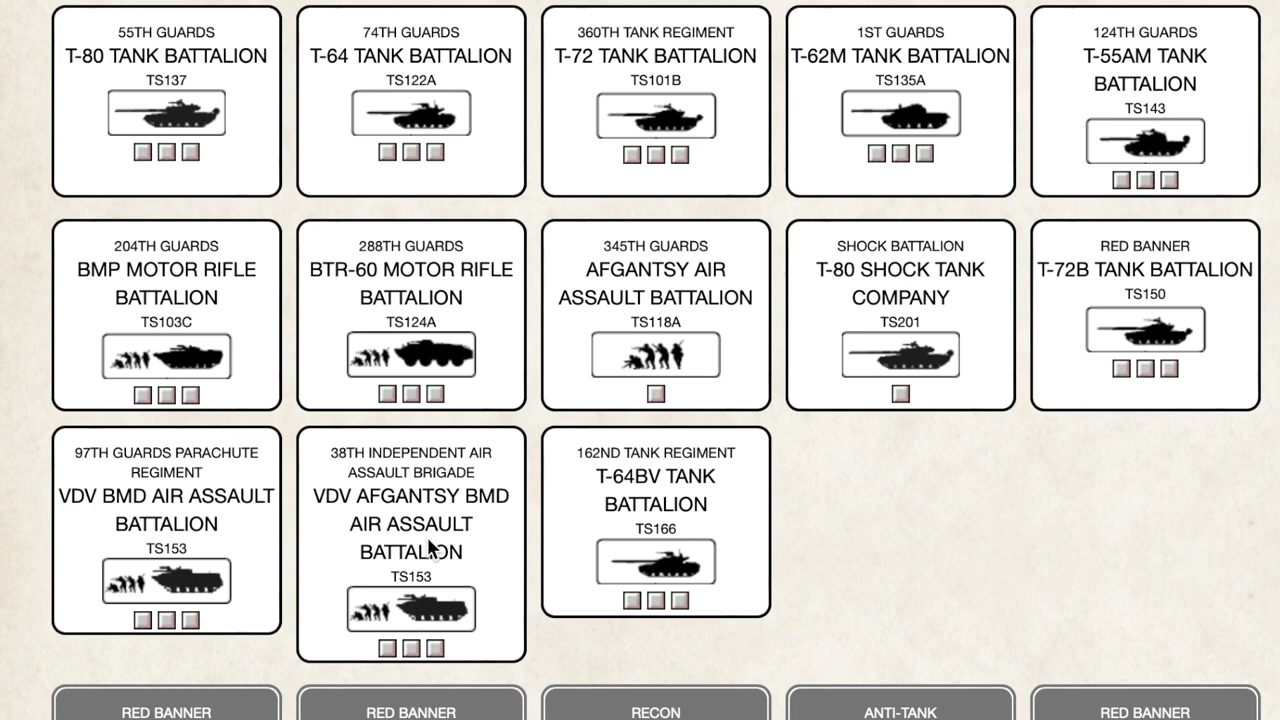 55TH GUARDS
T-80 TANK BATTALION
TS137
74TH GUARDS
T-64 TANK BATTALION
TS122A
360TH TANK REGIMENT
T-72 TANK BATTALION
TS101B
1ST GUARDS
T-62M TANK BATTALION
TS135A
124TH GUARDS
T-55AM TANK
BATTALION
TS143
204TH GUARDS
BMP MOTOR RIFLE
BATTALION
TS103C
288TH GUARDS
BTR-60 MOTOR RIFLE
BATTALION
TS124A
345TH GUARDS
AFGANTSY AIR
ASSAULT BATTALION
TS118A
SHOCK BATTALION
T-80 SHOCK TANK
COMPANY
TS201
RED BANNER
T-72B TANK BATTALION
TS150
97TH GUARDS PARACHUTE
REGIMENT
VDV BMD AIR ASSAULT
BATTALION
TS153
38TH INDEPENDENT AIR
ASSAULT BRIGADE
VDV AFGANTSY BMD
AIR ASSAULT
BATTALION
TS153
162ND TANK REGIMENT
T-64BV TANK
BATTALION
TS166
RED BANNER
RED BANNER
RECON
ANTI-TANK
RED BANNER